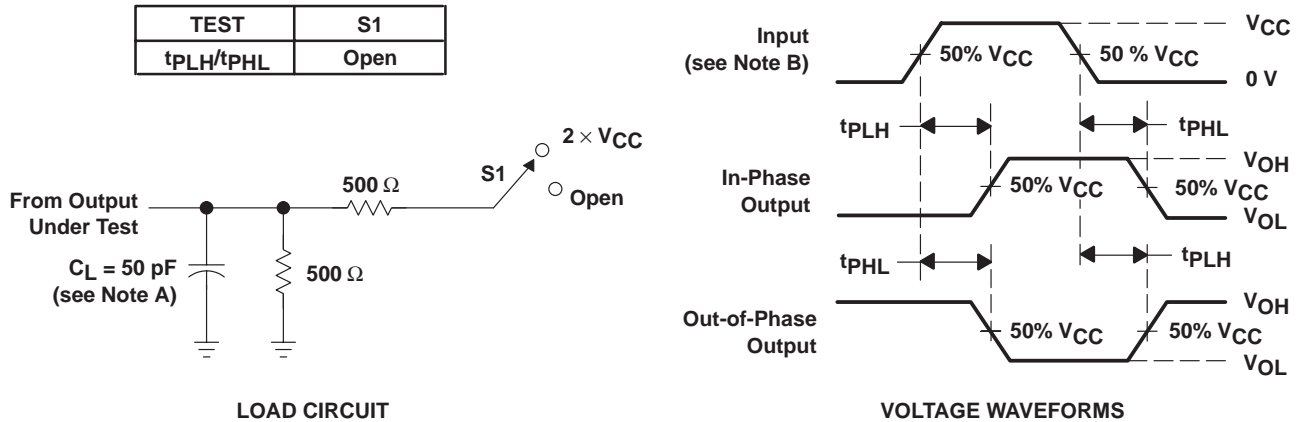 TEST S1
tPLH/tPHL Open
S1
2 × VCC
Open
500 Ω
From Output
Under Test
CL = 50 pF
(see Note A)
500 Ω
LOAD CIRCUIT
Input
(see Note B)
50% VCC
50 % VCC
VCC
0 V
tPLH
tPHL
In-Phase
Output
50% VCC
50% VCC
VOH
VOL
tPHL
tPLH
Out-of-Phase
Output
50% VCC
50% VCC
VOH
VOL
VOLTAGE WAVEFORMS